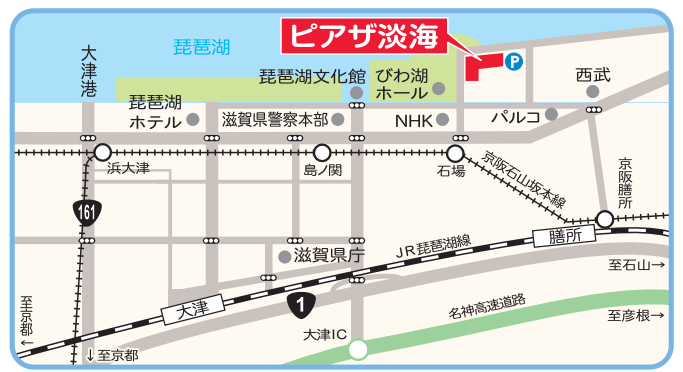 琵琶湖
ピアザ淡海
P
大津港
琵琶湖文化館
びわ湖
ホール
西武
琵琶湖
ホテル
滋賀県警察本部
NHK
パルコ
浜大津
島ノ関
石場
京阪石山坂本線
京阪膳所
161
滋賀県庁
JR琵琶湖線
膳所
至石山→
大津
1
名神高速道路
至彦根→
至京都←
↓至京都
大津IC